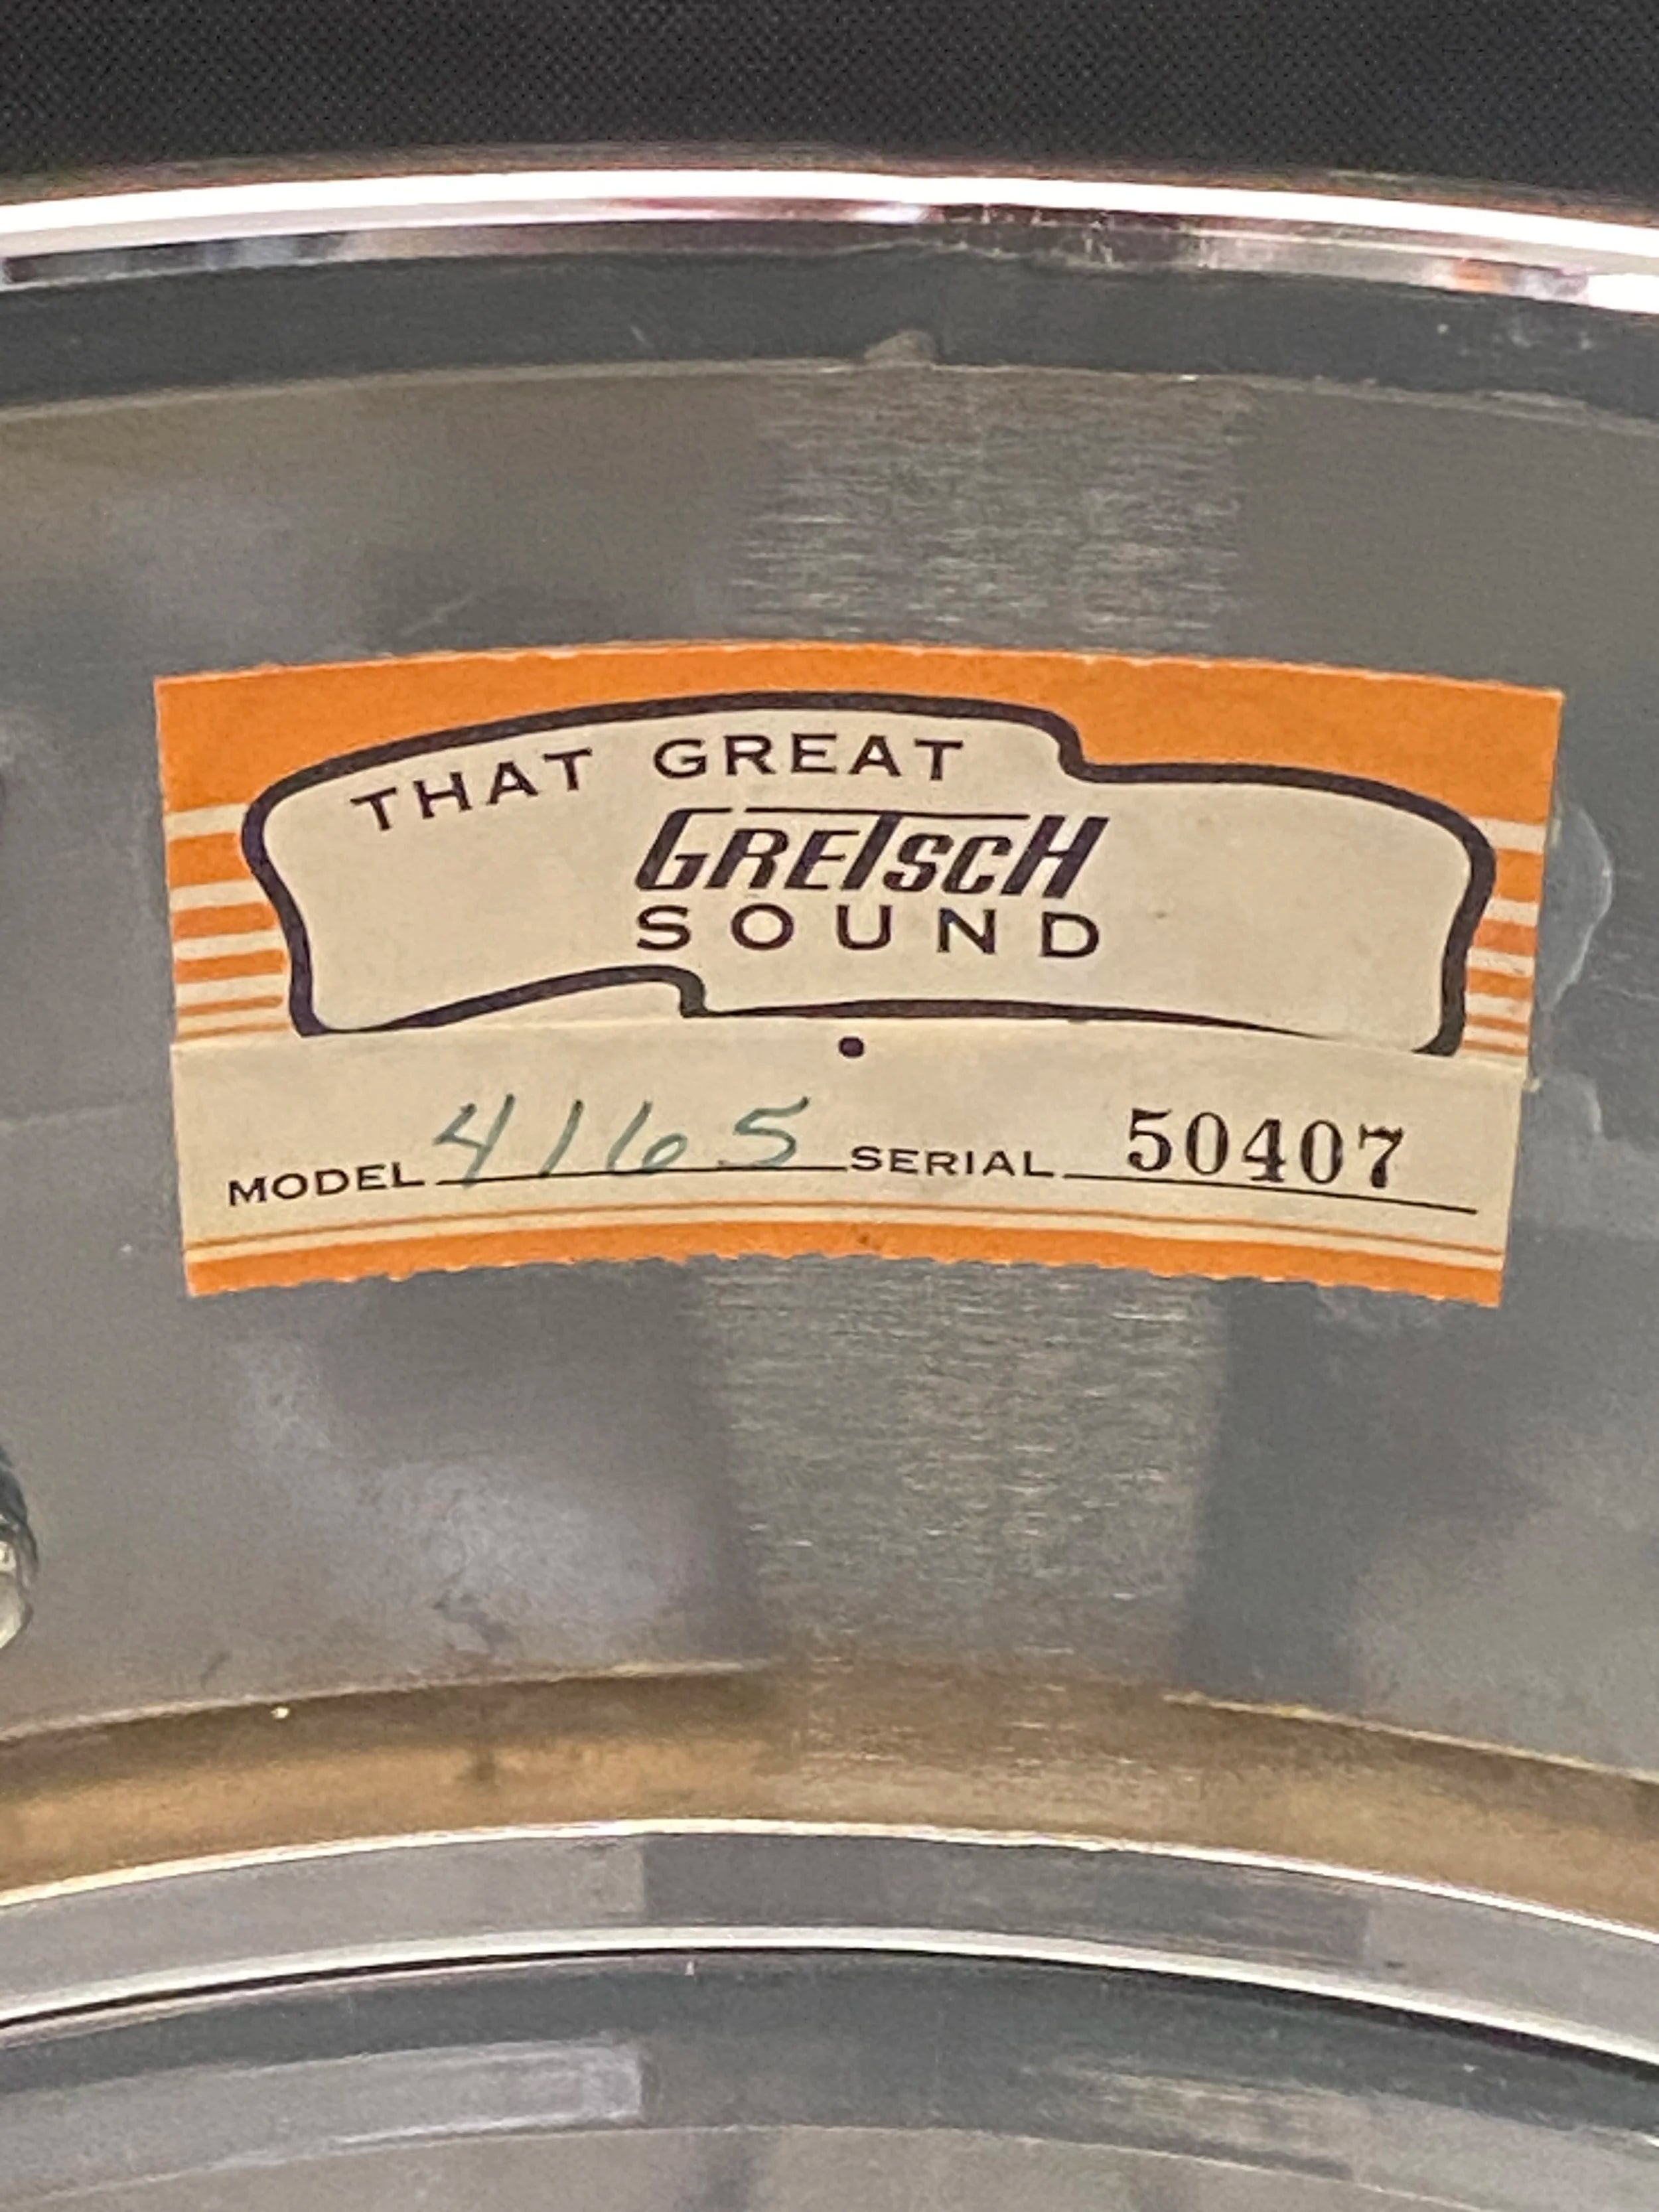 THAT GREAT
GRETSCH
SOUND
MODEL 4165 SERIAL 50407